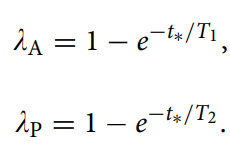 λ_A = 1 − e^{−t_*/T_1},
λ_P = 1 − e^{−t_*/T_2}.